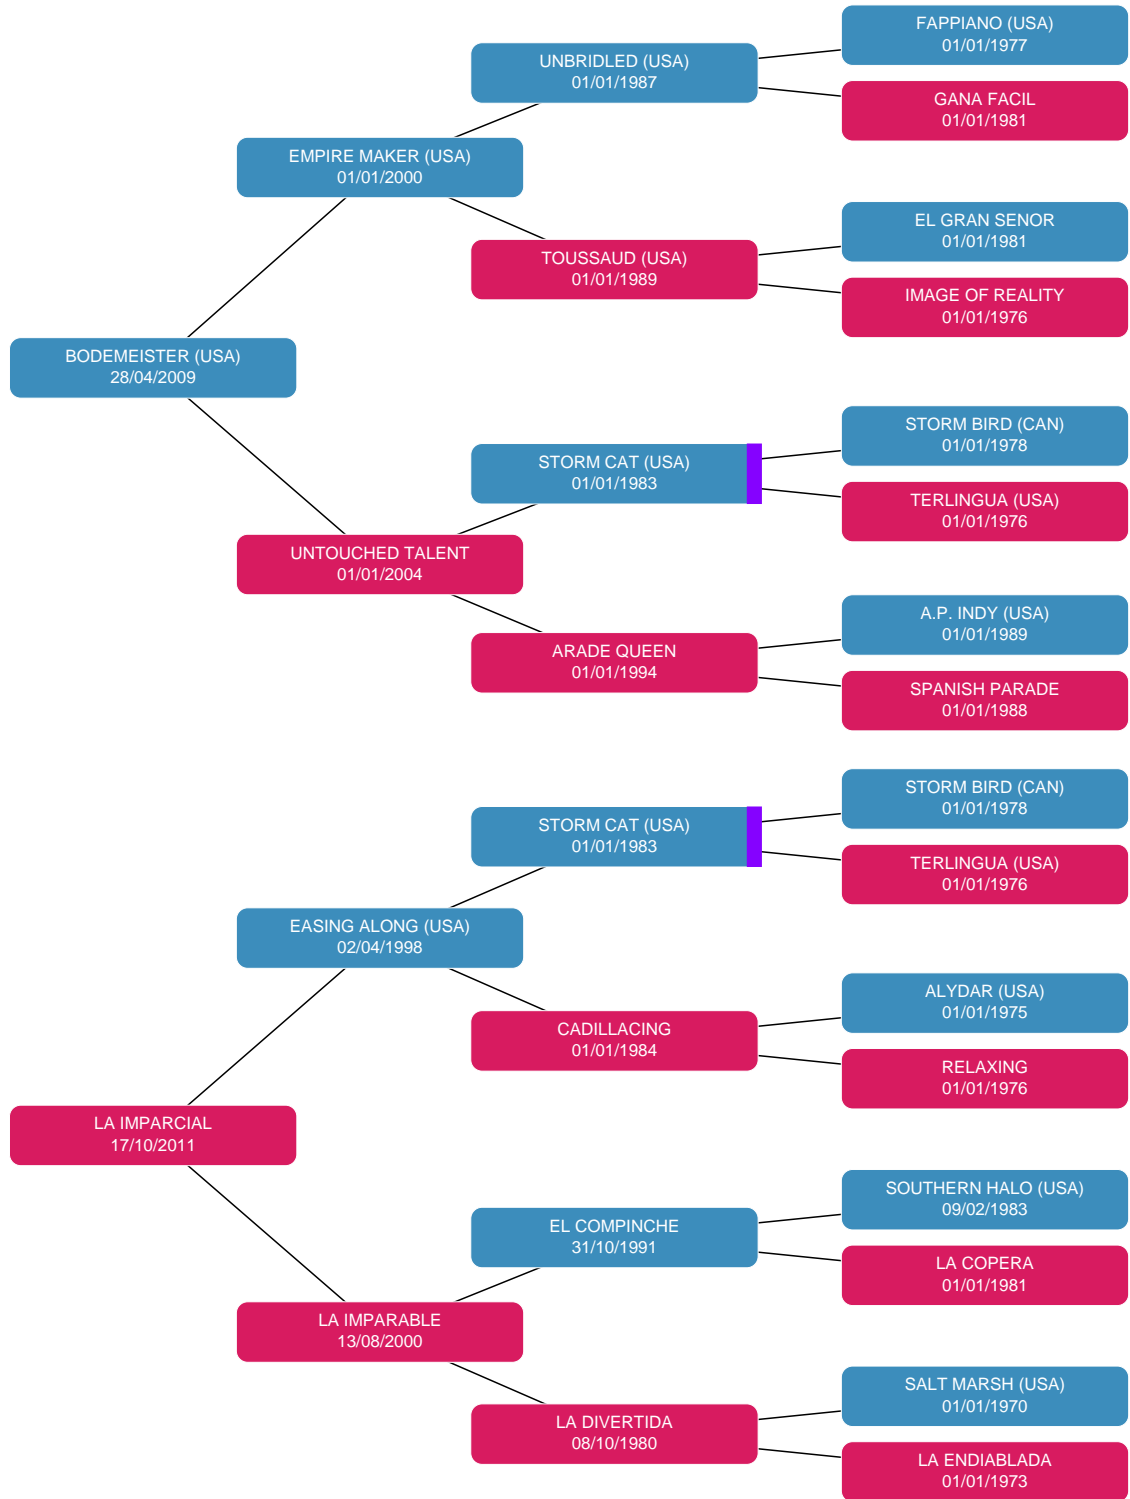 FAPPIANO (USA)
01/01/1977
UNBRIDLED (USA)
01/01/1987
GANA FACIL
01/01/1981
EMPIRE MAKER (USA)
01/01/2000
EL GRAN SENOR
01/01/1981
TOUSSAUD (USA)
01/01/1989
IMAGE OF REALITY
01/01/1976
BODEMEISTER (USA)
28/04/2009
STORM BIRD (CAN)
01/01/1978
STORM CAT (USA)
01/01/1983
TERLINGUA (USA)
01/01/1976
UNTOUCHED TALENT
01/01/2004
A.P. INDY (USA)
01/01/1989
ARADE QUEEN
01/01/1994
SPANISH PARADE
01/01/1988
STORM BIRD (CAN)
01/01/1978
STORM CAT (USA)
01/01/1983
TERLINGUA (USA)
01/01/1976
EASING ALONG (USA)
02/04/1998
ALYDAR (USA)
01/01/1975
CADILLACING
01/01/1984
RELAXING
01/01/1976
LA IMPARCIAL
17/10/2011
SOUTHERN HALO (USA)
09/02/1983
EL COMPINCHE
31/10/1991
LA COPERA
01/01/1981
LA IMPARABLE
13/08/2000
SALT MARSH (USA)
01/01/1970
LA DIVERTIDA
08/10/1980
LA ENDIABLADA
01/01/1973